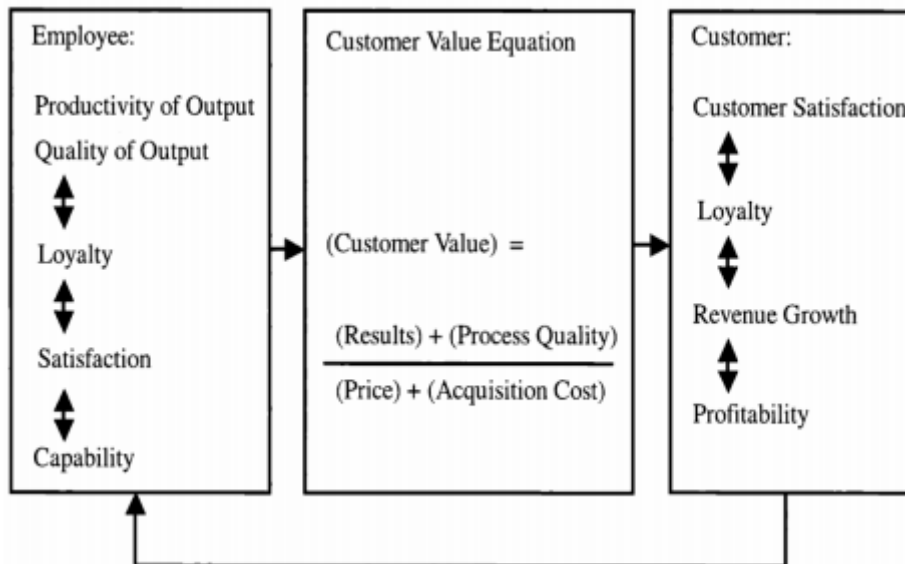 Employee:
Productivity of Output
Quality of Output
Loyalty
Satisfaction
Capability
Customer Value Equation
(Customer Value) =
(Results) + (Process Quality)
(Price) + (Acquisition Cost)
Customer:
Customer Satisfaction
Loyalty
Revenue Growth
Profitability